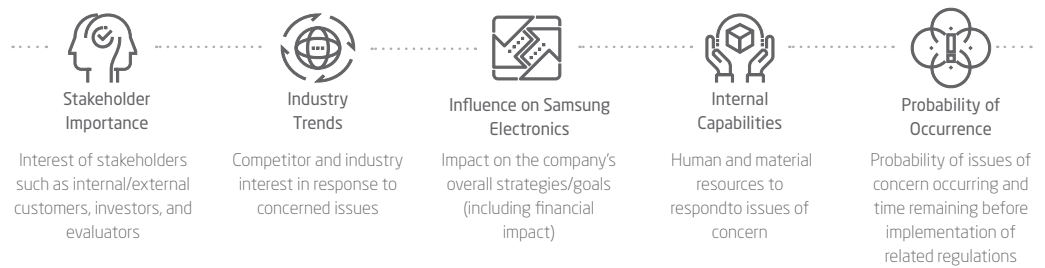 Stakeholder
Importance
Interest of stakeholders
such as internal/external
customers, investors, and
evaluators
Industry
Trends
Competitor and industry
interest in response to
concerned issues
Influence on Samsung
Electronics
Impact on the company's
overall strategies/goals
(including financial
impact)
Internal
Capabilities
Human and material
resources to
respondto issues of
concern
Probability of
Occurrence
Probability of issues of
concern occurring and
time remaining before
implementation of
related regulations